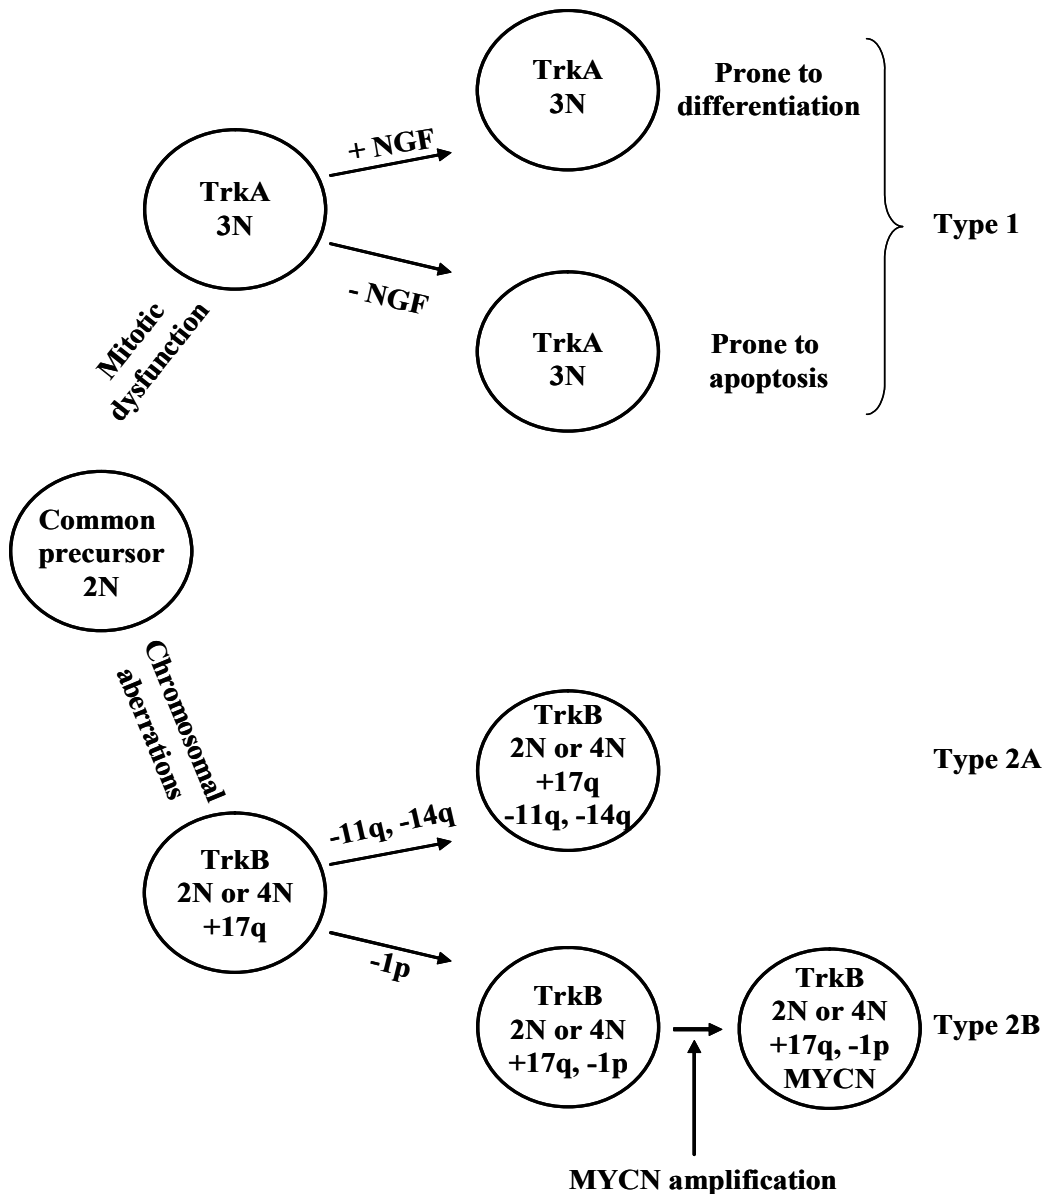 TrkA
3N
Prone to
differentiation
+ NGF
TrkA
3N
Type 1
- NGF
TrkA
3N
Prone to
apoptosis
Mitotic
dysfunction
Common
precursor
2N
Chromosomal
aberrations
TrkB
2N or 4N
+17q
-11q, -14q
Type 2A
-11q, -14q
TrkB
2N or 4N
+17q
-1p
TrkB
2N or 4N
+17q, -1p
TrkB
2N or 4N
+17q, -1p
MYCN
Type 2B
MYCN amplification